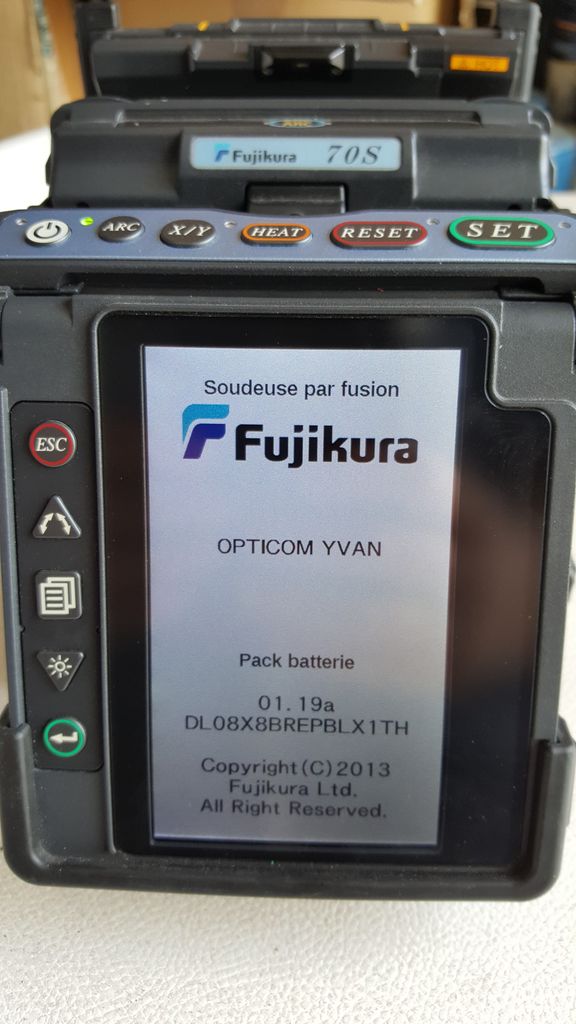 ARC
Fujikura 70S
ARC X/Y HEAT RESET SET
Soudeuse par fusion
Fujikura
ESC
OPTICOM YVAN
Pack batterie
01.19a
DL08X8BREPBLX1TH
Copyright(C)2013
Fujikura Ltd.
All Right Reserved.